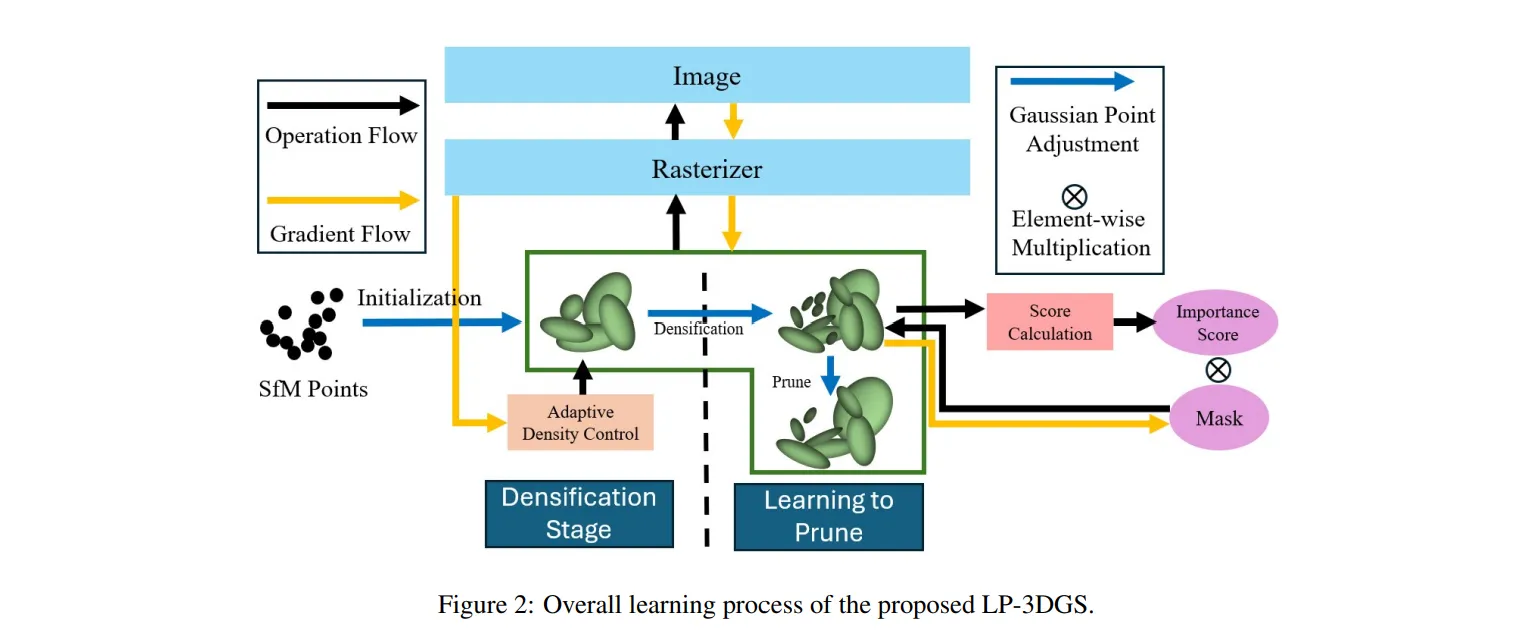 Image
Rasterizer
Operation Flow
Gradient Flow
Gaussian Point
Adjustment
Element-wise
Multiplication
Initialization
SfM Points
Densification
Prune
Adaptive
Density Control
Score
Calculation
Importance
Score
Mask
Densification
Stage
Learning to
Prune
Figure 2: Overall learning process of the proposed LP-3DGS.